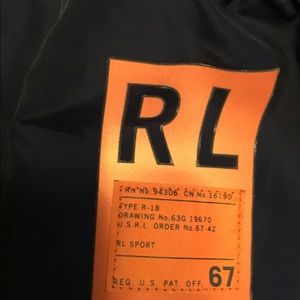 RL
RN No. 94306 CN No 16190
TYPE R-18
DRAWING No.63G 19670
U.S.R.L. ORDER No.67-42
RL SPORT
REG. U.S. PAT. OFF. 67